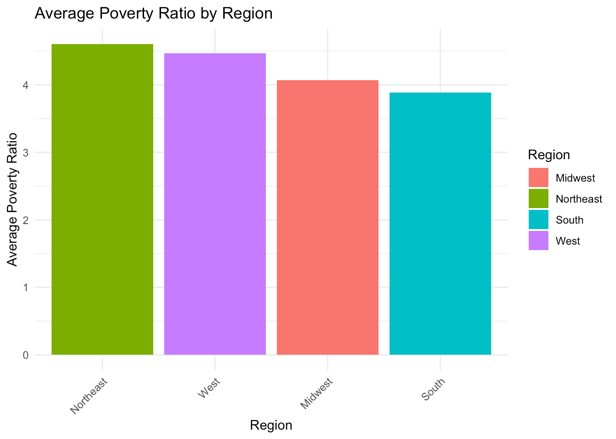 Average Poverty Ratio by Region
Average Poverty Ratio
4
3
2
1
0
Northeast
West
Midwest
South
Region
Region
Midwest
Northeast
South
West